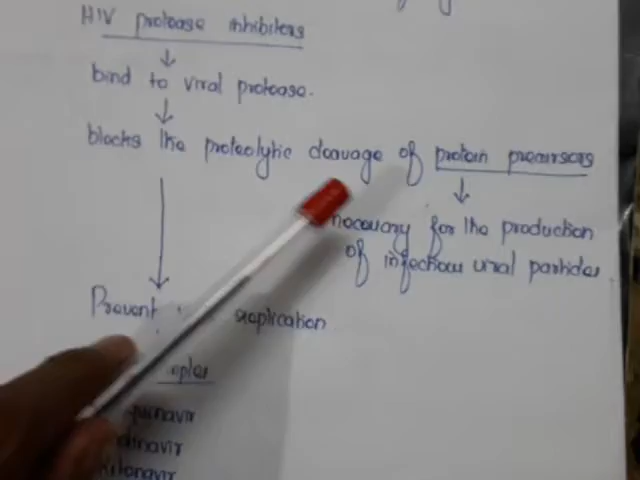 HIV protease inhibitors
bind to viral protease.
blocks the proteolytic cleavage of protein precursors
necessary for the production
of infectious viral particles
Prevent replication